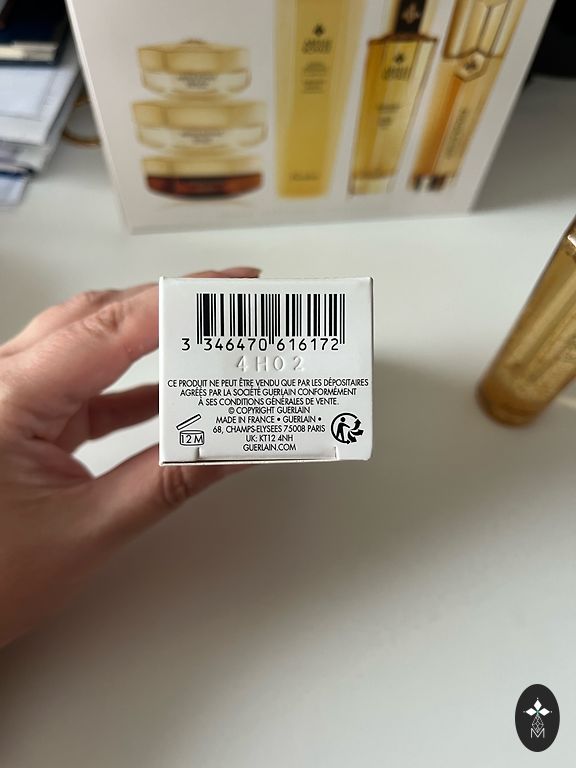 3 346470 616172
4H02
CE PRODUIT NE PEUT ÊTRE VENDU QUE PAR LES DÉPOSITAIRES
AGRÉÉS PAR LA SOCIÉTÉ GUERLAIN CONFORMÉMENT
À SES CONDITIONS GÉNÉRALES DE VENTE.
© COPYRIGHT GUERLAIN
MADE IN FRANCE • GUERLAIN •
68, CHAMPS-ELYSEES 75008 PARIS
UK: KT12 4NH
GUERLAIN.COM
12 M